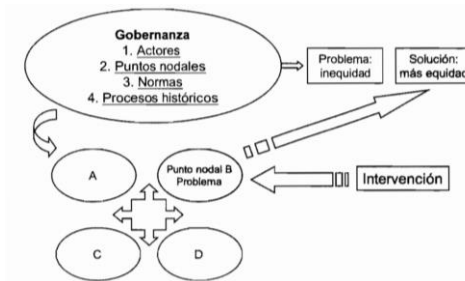 Gobernanza
1. Actores
2. Puntos nodales
3. Normas
4. Procesos históricos
Problema:
inequidad
Solución:
más equidad
A
Punto nodal B
Problema
Intervención
C
D